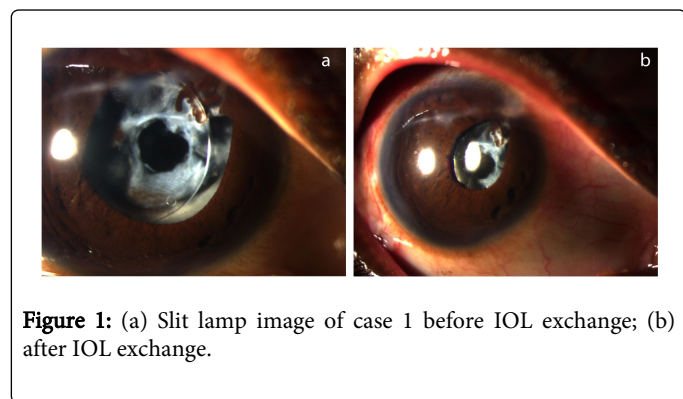 a
b
Figure 1: (a) Slit lamp image of case 1 before IOL exchange; (b)
after IOL exchange.